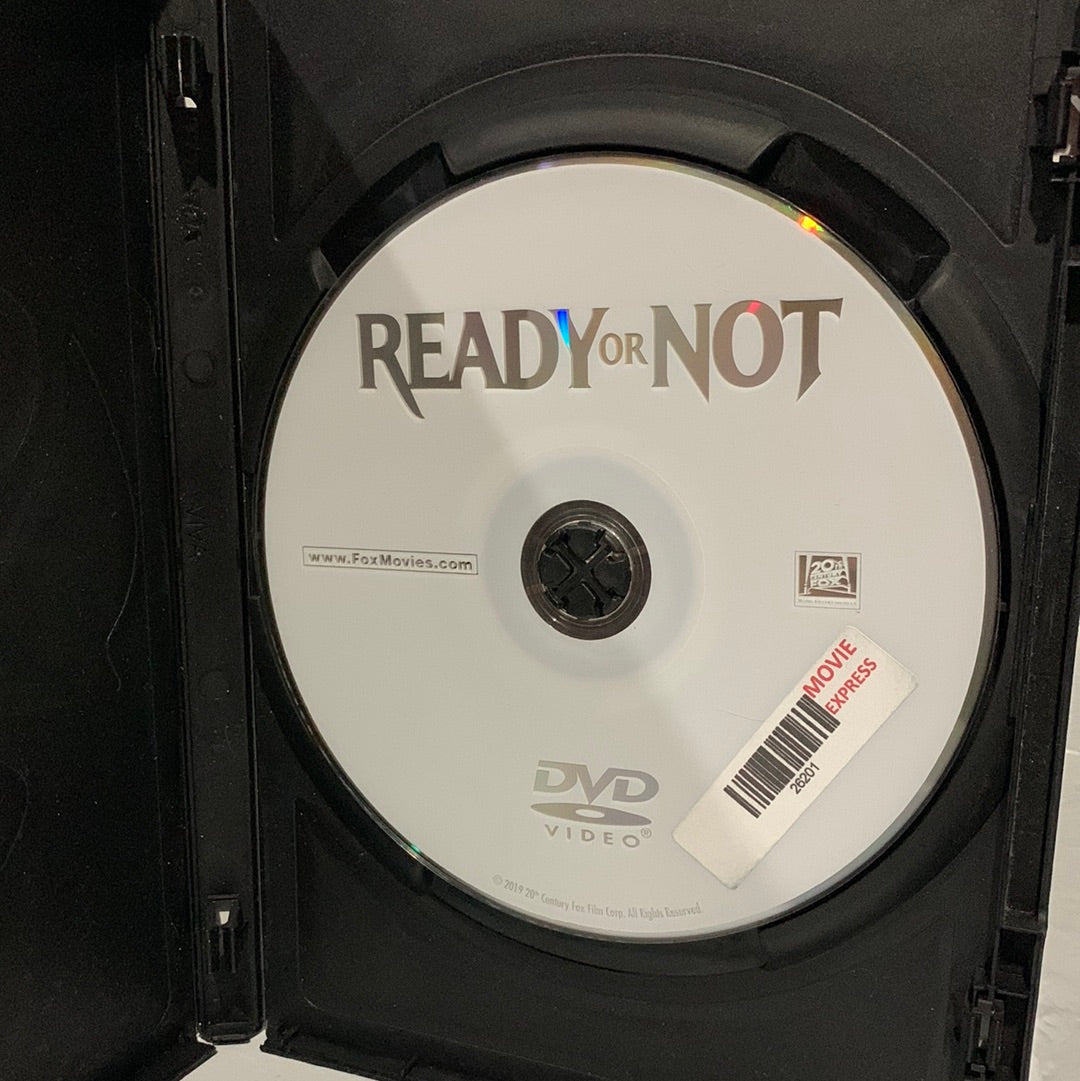 READY OR NOT
www.FoxMovies.com
20th
CENTURY
FOX
MOVIE
EXPRESS
26201
DVD
VIDEO®
© 2019 20th Century Fox Film Corp. All Rights Reserved.